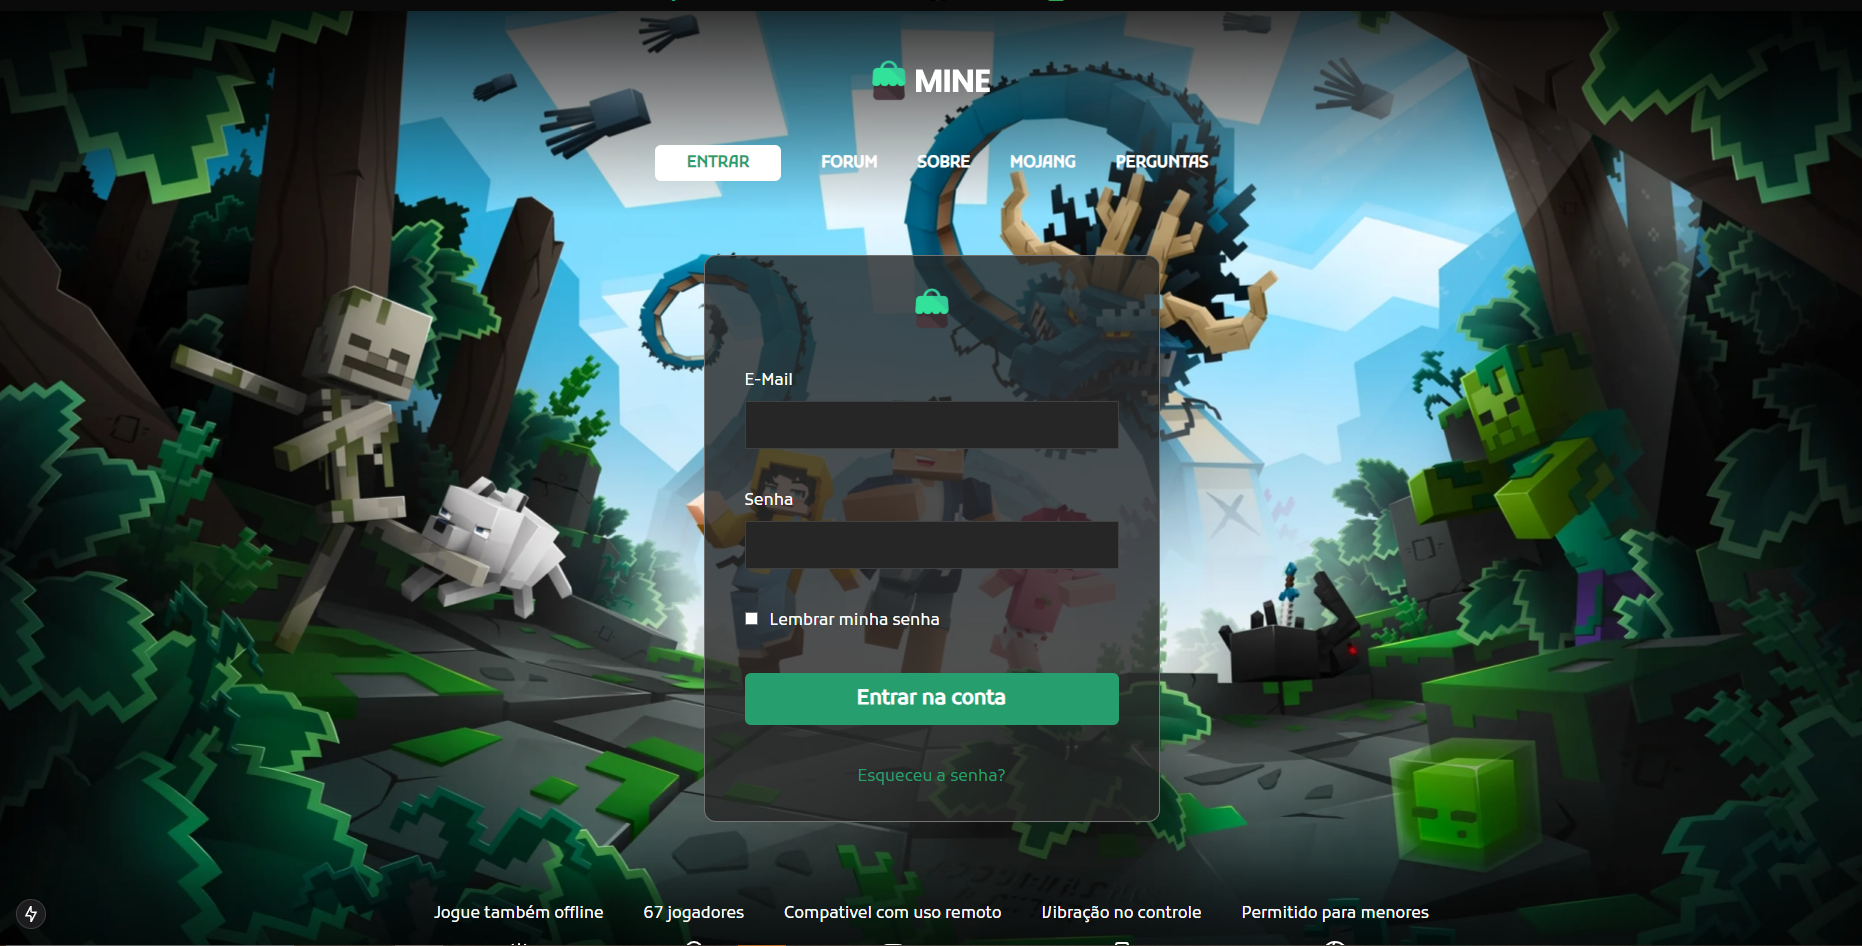 MINE
ENTRAR FORUM SOBRE MOJANG PERGUNTAS
E-Mail
Senha
Lembrar minha senha
Entrar na conta
Esqueceu a senha?
Jogue também offline 67 jogadores Compativel com uso remoto Vibração no controle Permitido para menores